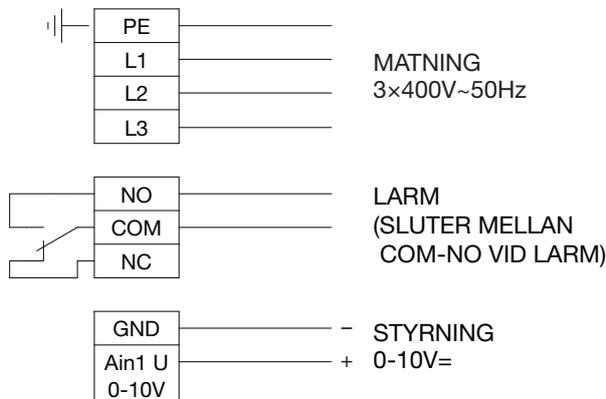 PE
L1
L2
L3
MATNING
3×400V~50Hz
NO
COM
NC
LARM
(SLUTER MELLAN
COM-NO VID LARM)
GND
Ain1 U
0-10V
– STYRNING
+ 0-10V=